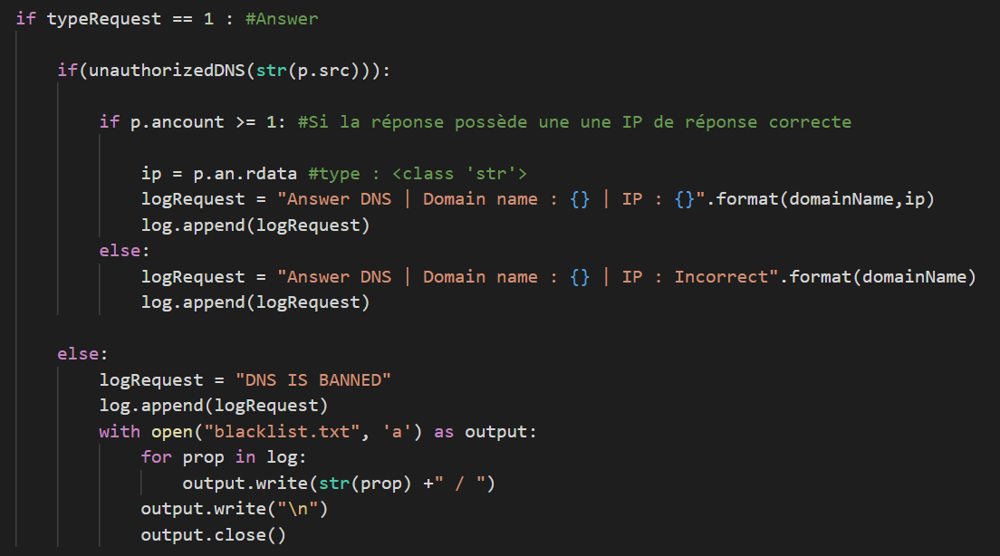 if typeRequest == 1 : #Answer
if(unauthorizedDNS(str(p.src))):
if p.ancount >= 1: #Si la réponse possède une une IP de réponse correcte
ip = p.an.rdata #type : <class 'str'>
logRequest = "Answer DNS | Domain name : {} | IP : {}".format(domainName,ip)
log.append(logRequest)
else:
logRequest = "Answer DNS | Domain name : {} | IP : Incorrect".format(domainName)
log.append(logRequest)
else:
logRequest = "DNS IS BANNED"
log.append(logRequest)
with open("blacklist.txt", 'a') as output:
for prop in log:
output.write(str(prop) +" / ")
output.write("\n")
output.close()